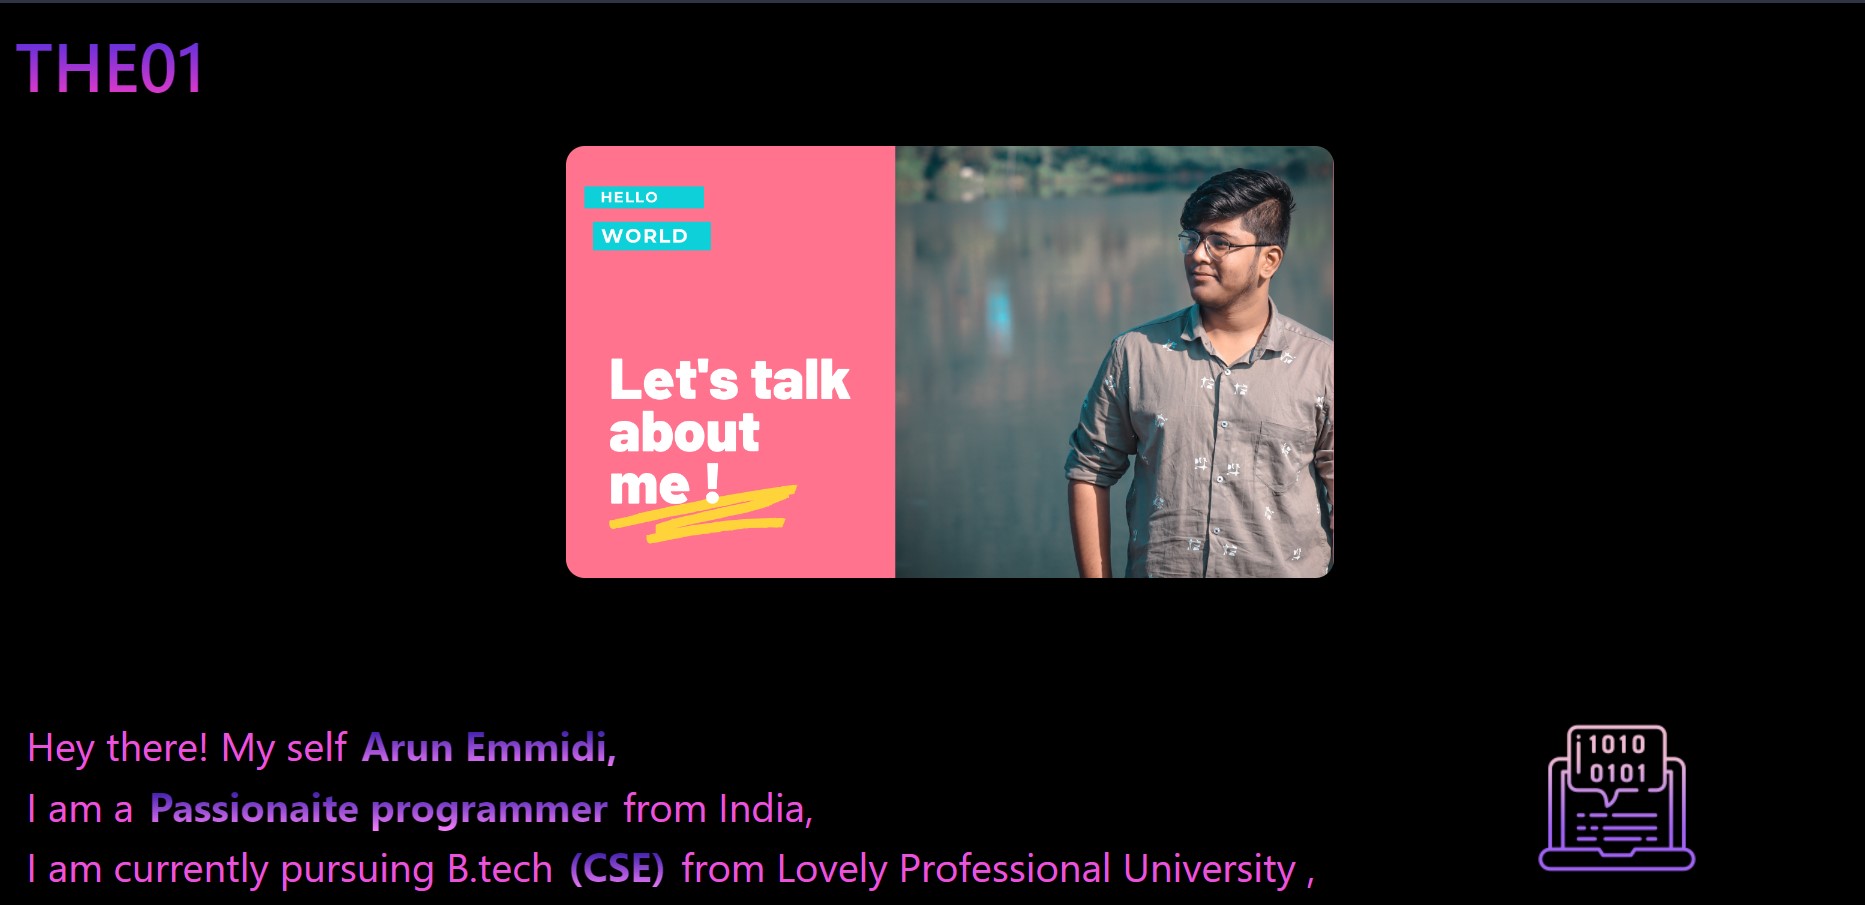 THE01
HELLO
WORLD
Let's talk
about
me !
Hey there! My self Arun Emmidi,
I am a Passionaite programmer from India,
I am currently pursuing B.tech (CSE) from Lovely Professional University ,
1010
0101